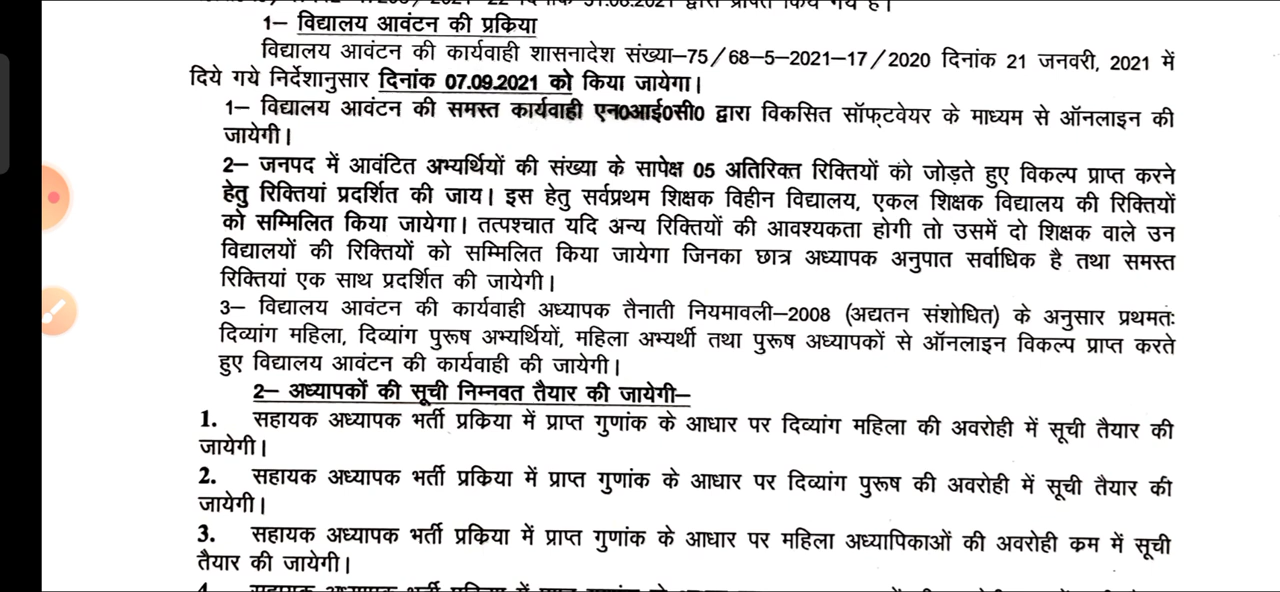 1– विद्यालय आवंटन की प्रकिया
विद्यालय आवंटन की कार्यवाही शासनादेश संख्या–75/68–5–2021–17/2020 दिनांक 21 जनवरी, 2021 में
दिये गये निर्देशानुसार दिनांक 07.09.2021 को किया जायेगा।
1– विद्यालय आवंटन की समस्त कार्यवाही एन0आई0सी0 द्वारा विकसित सॉफ्टवेयर के माध्यम से ऑनलाइन की
जायेगी।
2– जनपद में आवंटित अभ्यर्थियों की संख्या के सापेक्ष 05 अतिरिक्त रिक्तियों को जोड़ते हुए विकल्प प्राप्त करने
हेतु रिक्तियां प्रदर्शित की जाय। इस हेतु सर्वप्रथम शिक्षक विहीन विद्यालय, एकल शिक्षक विद्यालय की रिक्तियों
को सम्मिलित किया जायेगा। तत्पश्चात यदि अन्य रिक्तियों की आवश्यकता होगी तो उसमें दो शिक्षक वाले उन
विद्यालयों की रिक्तियों को सम्मिलित किया जायेगा जिनका छात्र अध्यापक अनुपात सर्वाधिक है तथा समस्त
रिक्तियां एक साथ प्रदर्शित की जायेगी।
3– विद्यालय आवंटन की कार्यवाही अध्यापक तैनाती नियमावली–2008 (अद्यतन संशोधित) के अनुसार प्रथमतः
दिव्यांग महिला, दिव्यांग पुरूष अभ्यर्थियों, महिला अभ्यर्थी तथा पुरूष अध्यापकों से ऑनलाइन विकल्प प्राप्त करते
हुए विद्यालय आवंटन की कार्यवाही की जायेगी।
2– अध्यापकों की सूची निम्नवत तैयार की जायेगी–
1. सहायक अध्यापक भर्ती प्रकिया में प्राप्त गुणांक के आधार पर दिव्यांग महिला की अवरोही में सूची तैयार की
जायेगी।
2. सहायक अध्यापक भर्ती प्रकिया में प्राप्त गुणांक के आधार पर दिव्यांग पुरूष की अवरोही में सूची तैयार की
जायेगी।
3. सहायक अध्यापक भर्ती प्रकिया में प्राप्त गुणांक के आधार पर महिला अध्यापिकाओं की अवरोही कम में सूची
तैयार की जायेगी।